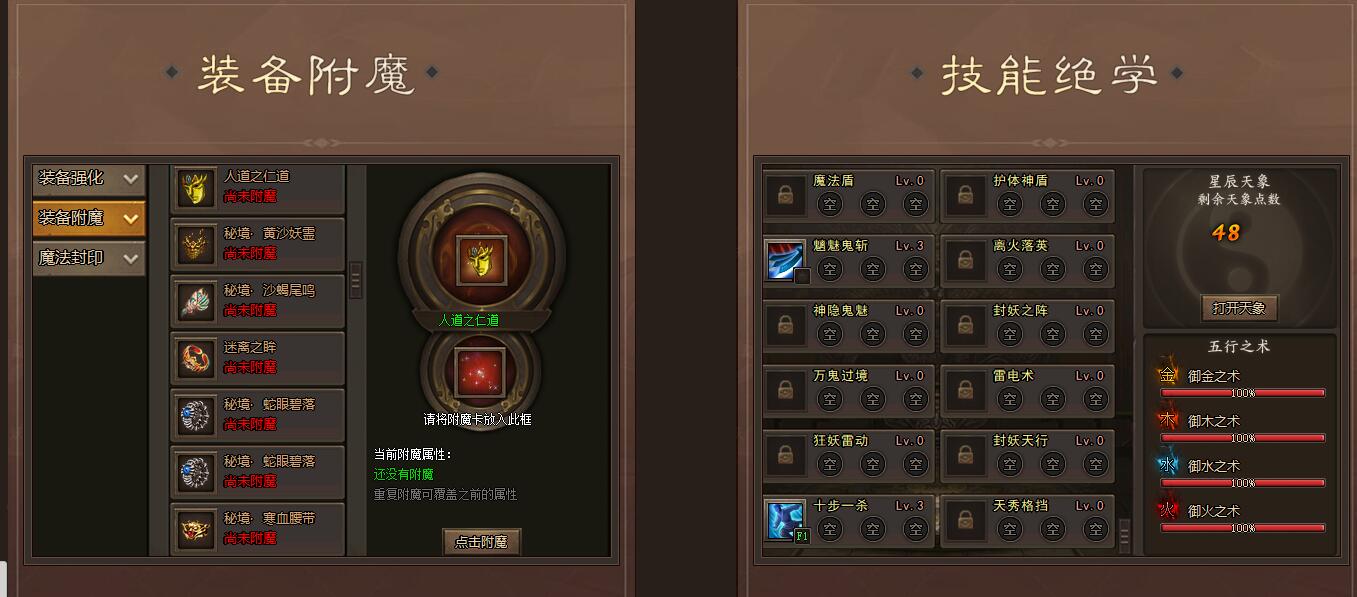 装备附魔
装备强化
装备附魔
魔法封印
人道之仁道
尚未附魔
秘境·黄沙妖霊
尚未附魔
秘境·沙蝎尾鸣
尚未附魔
迷离之眸
尚未附魔
秘境·蛇眼碧落
尚未附魔
秘境·蛇眼碧落
尚未附魔
秘境·寒血腰带
尚未附魔
人道之仁道
请将附魔卡放入此框
当前附魔属性：
还没有附魔
重复附魔可覆盖之前的属性
点击附魔
技能绝学
魔法盾 Lv.0
空 空 空
护体神盾 Lv.0
空 空 空
魑魅鬼斩 Lv.3
空 空 空
离火落英 Lv.0
空 空 空
神隐鬼魅 Lv.0
空 空 空
封妖之阵 Lv.0
空 空 空
万鬼过境 Lv.0
空 空 空
雷电术 Lv.0
空 空 空
狂妖雷动 Lv.0
空 空 空
封妖天行 Lv.0
空 空 空
十步一杀 Lv.3
F1
空 空 空
天秀格挡 Lv.0
空 空 空
星辰天象
剩余天象点数
48
打开天象
五行之术
金 御金之术
100%
木 御木之术
100%
水 御水之术
100%
火 御火之术
100%